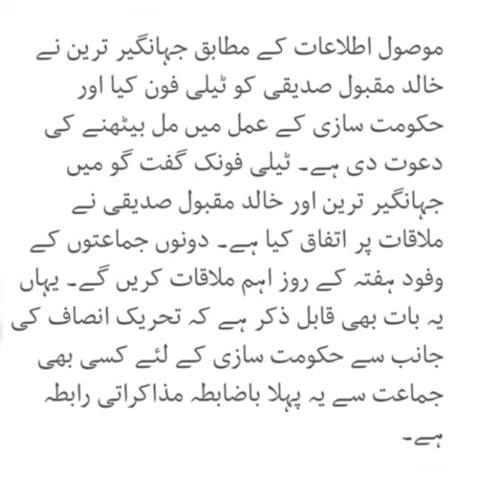 موصول اطلاعات کے مطابق جہانگیر ترین نے
خالد مقبول صدیقی کو ٹیلی فون کیا اور
حکومت سازی کے عمل میں مل بیٹھنے کی
دعوت دی ہے۔ ٹیلی فونک گفت گو میں
جہانگیر ترین اور خالد مقبول صدیقی نے
ملاقات پر اتفاق کیا ہے۔ دونوں جماعتوں کے
وفود ہفتہ کے روز اہم ملاقات کریں گے۔ یہاں
یہ بات بھی قابل ذکر ہے کہ تحریک انصاف کی
جانب سے حکومت سازی کے لئے کسی بھی
جماعت سے یہ پہلا باضابطہ مذاکراتی رابطہ
ہے۔